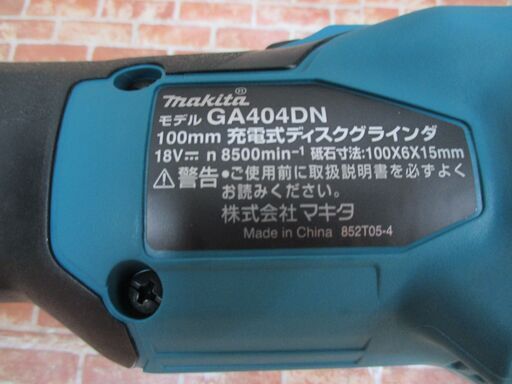 makita®
モデル GA404DN
100mm 充電式ディスクグラインダ
18V⎓ n 8500min⁻¹ 砥石寸法:100X6X15mm
⚠警告・ご使用前に取扱説明書を必ずよく
お読みください。
株式会社 マキタ
Made in China 852T05-4